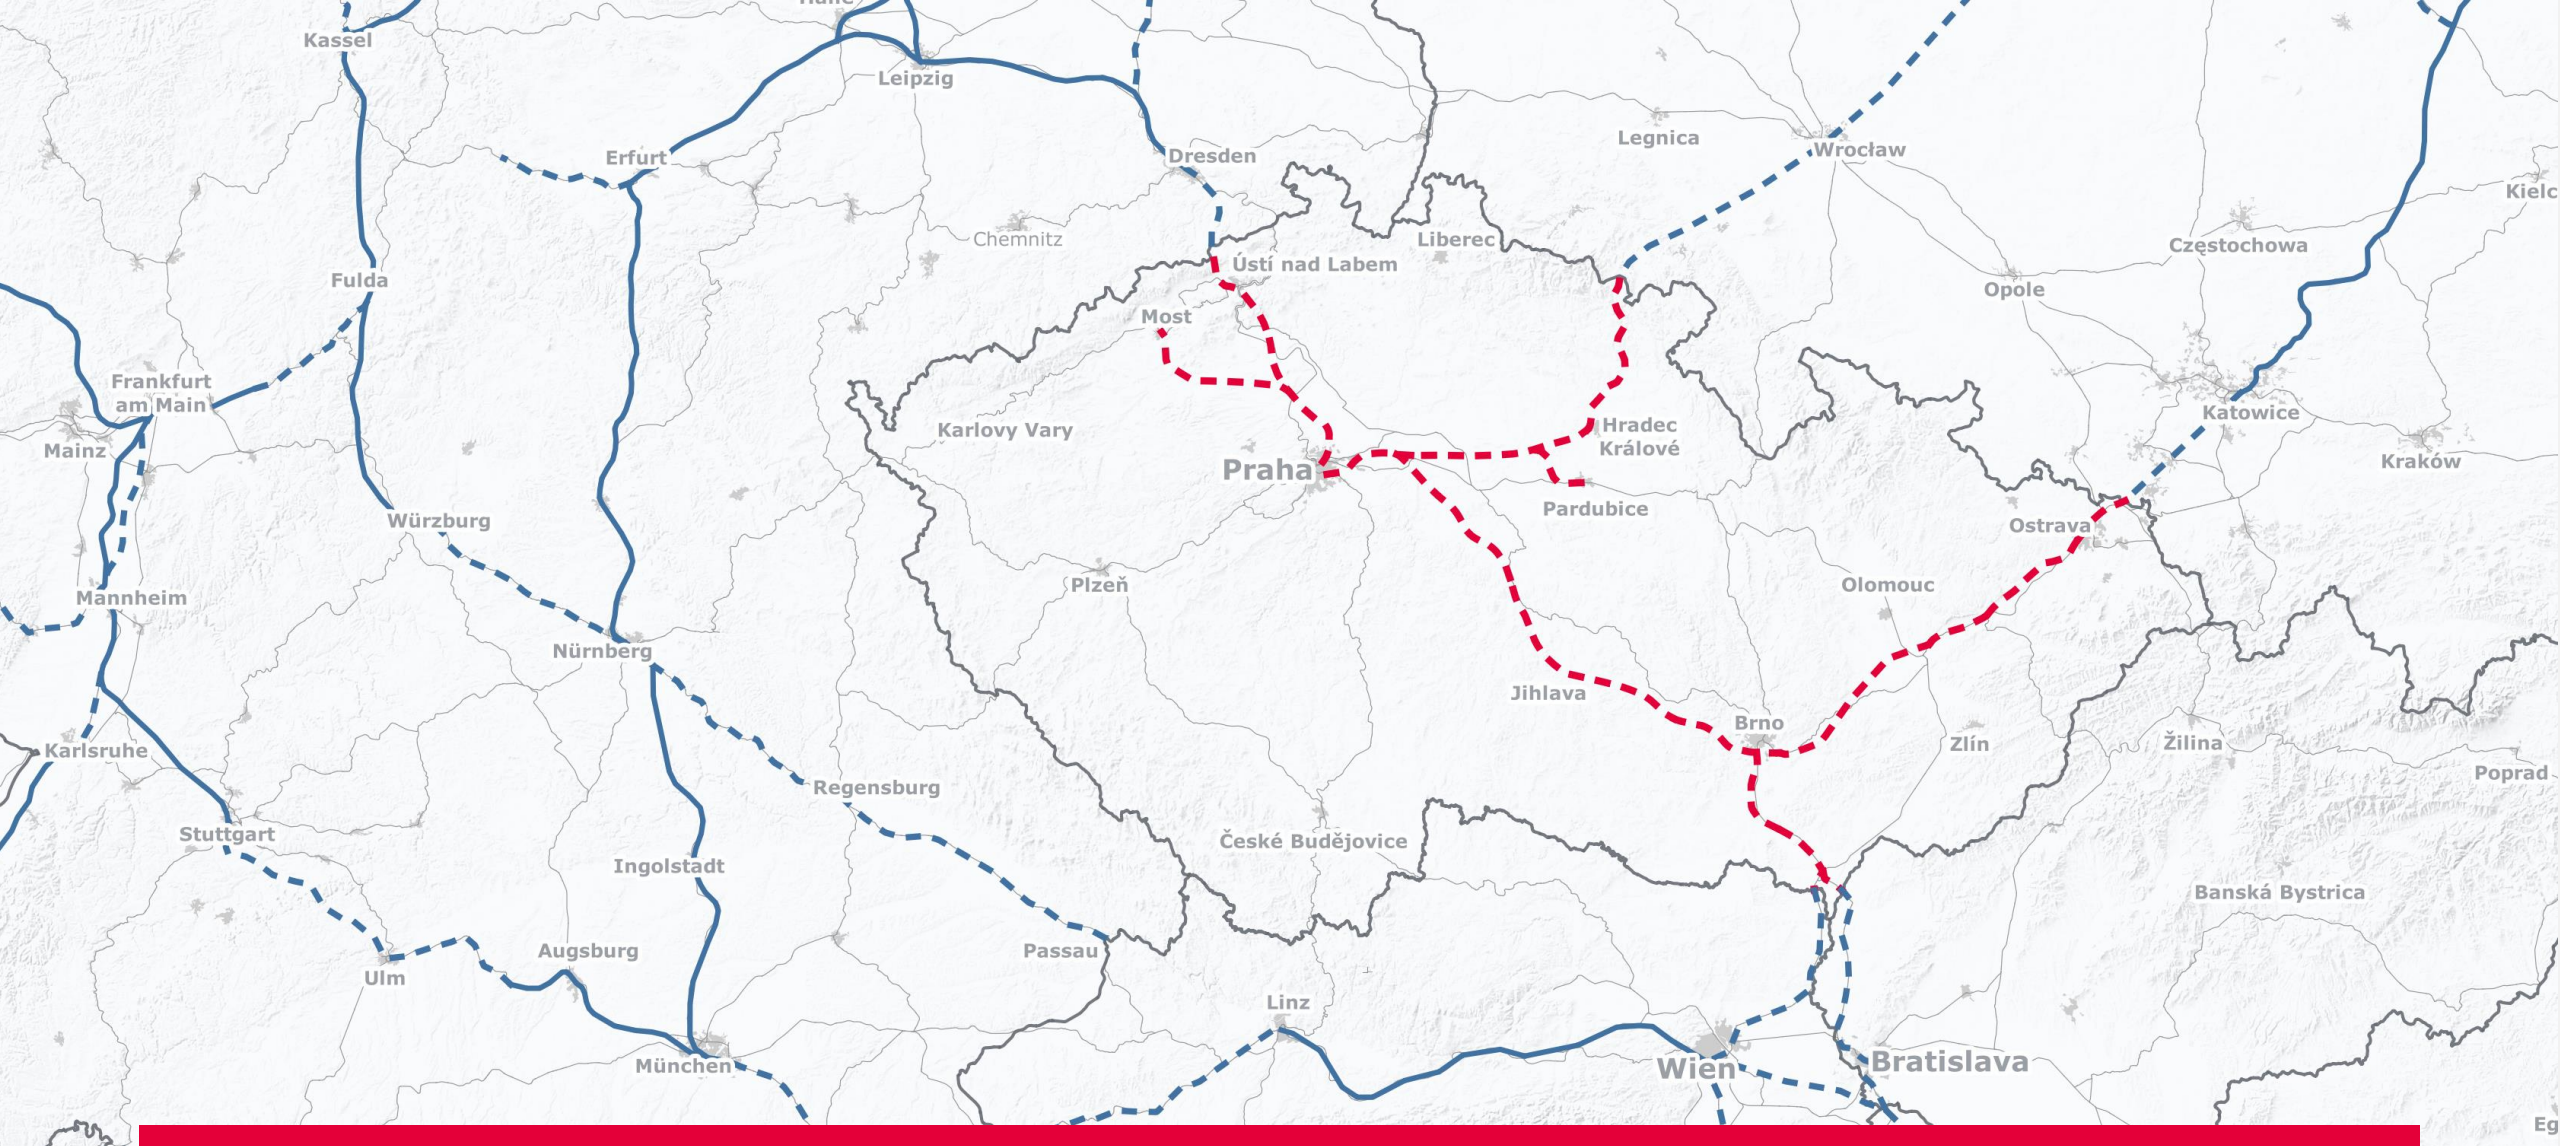 Halle
Kassel
Leipzig
Legnica
Wrocław
Erfurt
Dresden
Kielc
Chemnitz
Liberec
Częstochowa
Ústí nad Labem
Fulda
Opole
Most
Frankfurt
am Main
Katowice
Karlovy Vary
Hradec
Králové
Mainz
Praha
Kraków
Pardubice
Würzburg
Ostrava
Plzeň
Olomouc
Mannheim
Nürnberg
Jihlava
Brno
Zlín
Žilina
Karlsruhe
Poprad
Regensburg
Stuttgart
České Budějovice
Ingolstadt
Banská Bystrica
Augsburg
Passau
Ulm
Linz
München
Wien
Bratislava
Eg